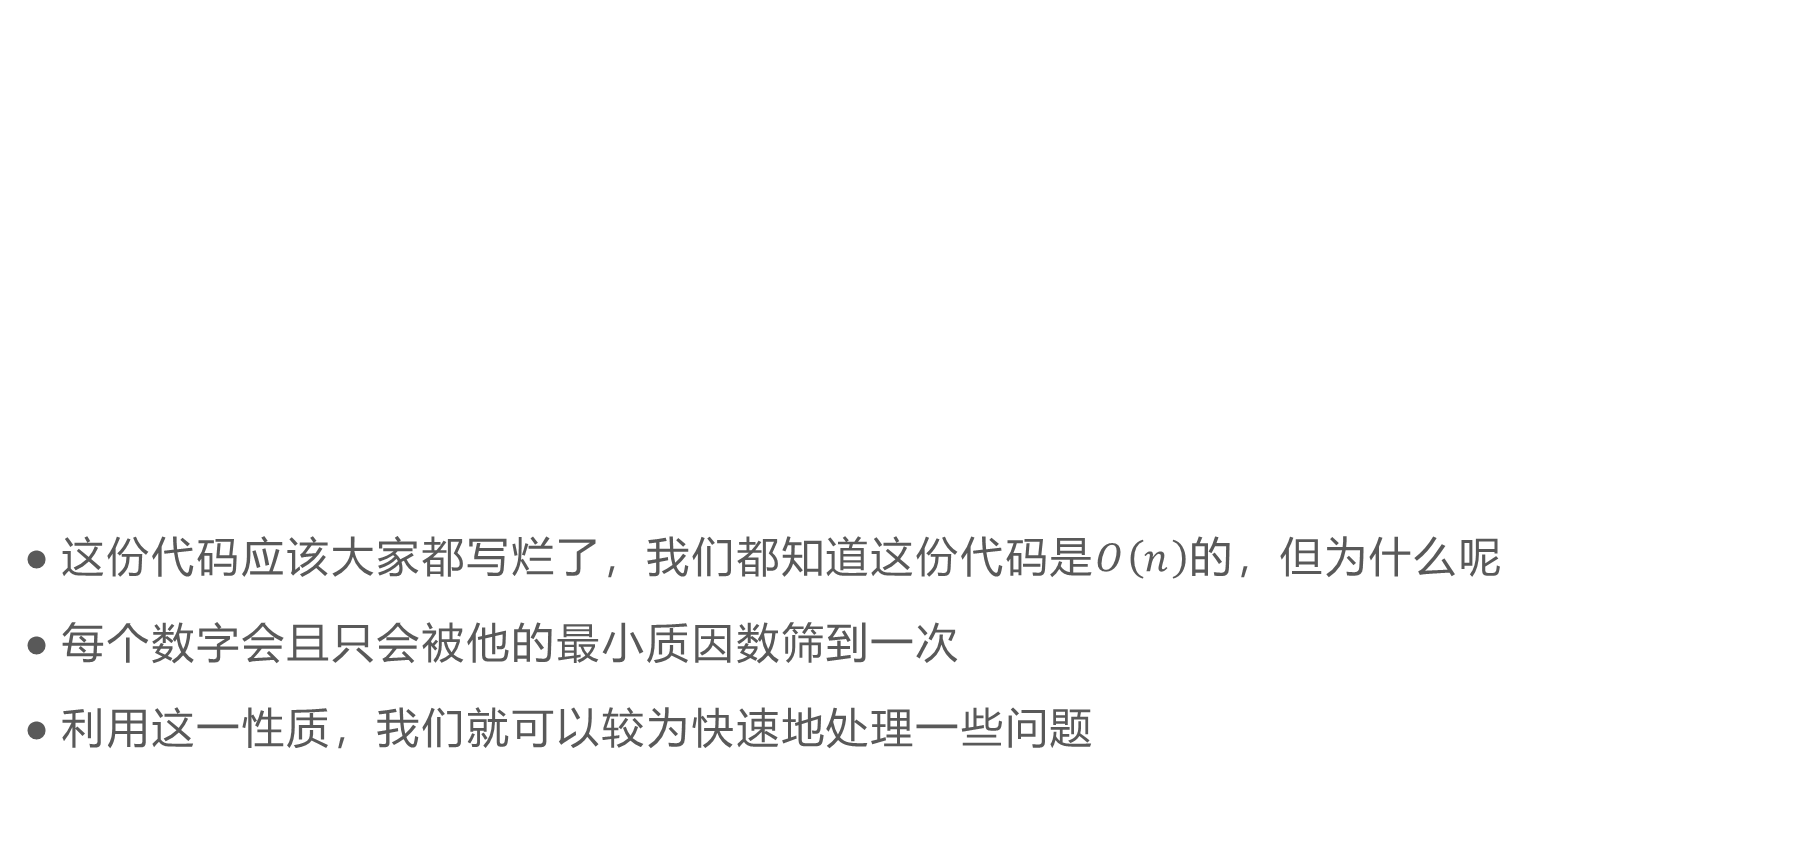 ● 这份代码应该大家都写烂了，我们都知道这份代码是O(n)的，但为什么呢
● 每个数字会且只会被他的最小质因数筛到一次
● 利用这一性质，我们就可以较为快速地处理一些问题